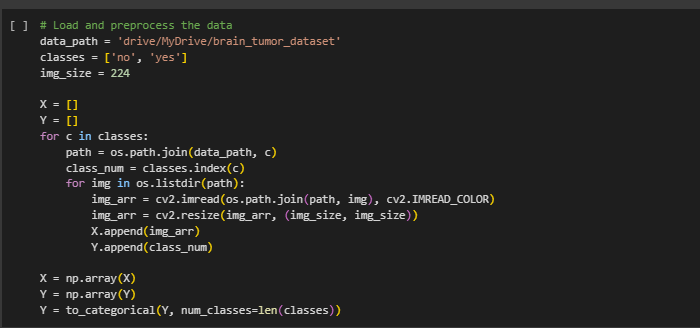 [ ] # Load and preprocess the data
data_path = 'drive/MyDrive/brain_tumor_dataset'
classes = ['no', 'yes']
img_size = 224

X = []
Y = []
for c in classes:
    path = os.path.join(data_path, c)
    class_num = classes.index(c)
    for img in os.listdir(path):
        img_arr = cv2.imread(os.path.join(path, img), cv2.IMREAD_COLOR)
        img_arr = cv2.resize(img_arr, (img_size, img_size))
        X.append(img_arr)
        Y.append(class_num)

X = np.array(X)
Y = np.array(Y)
Y = to_categorical(Y, num_classes=len(classes))